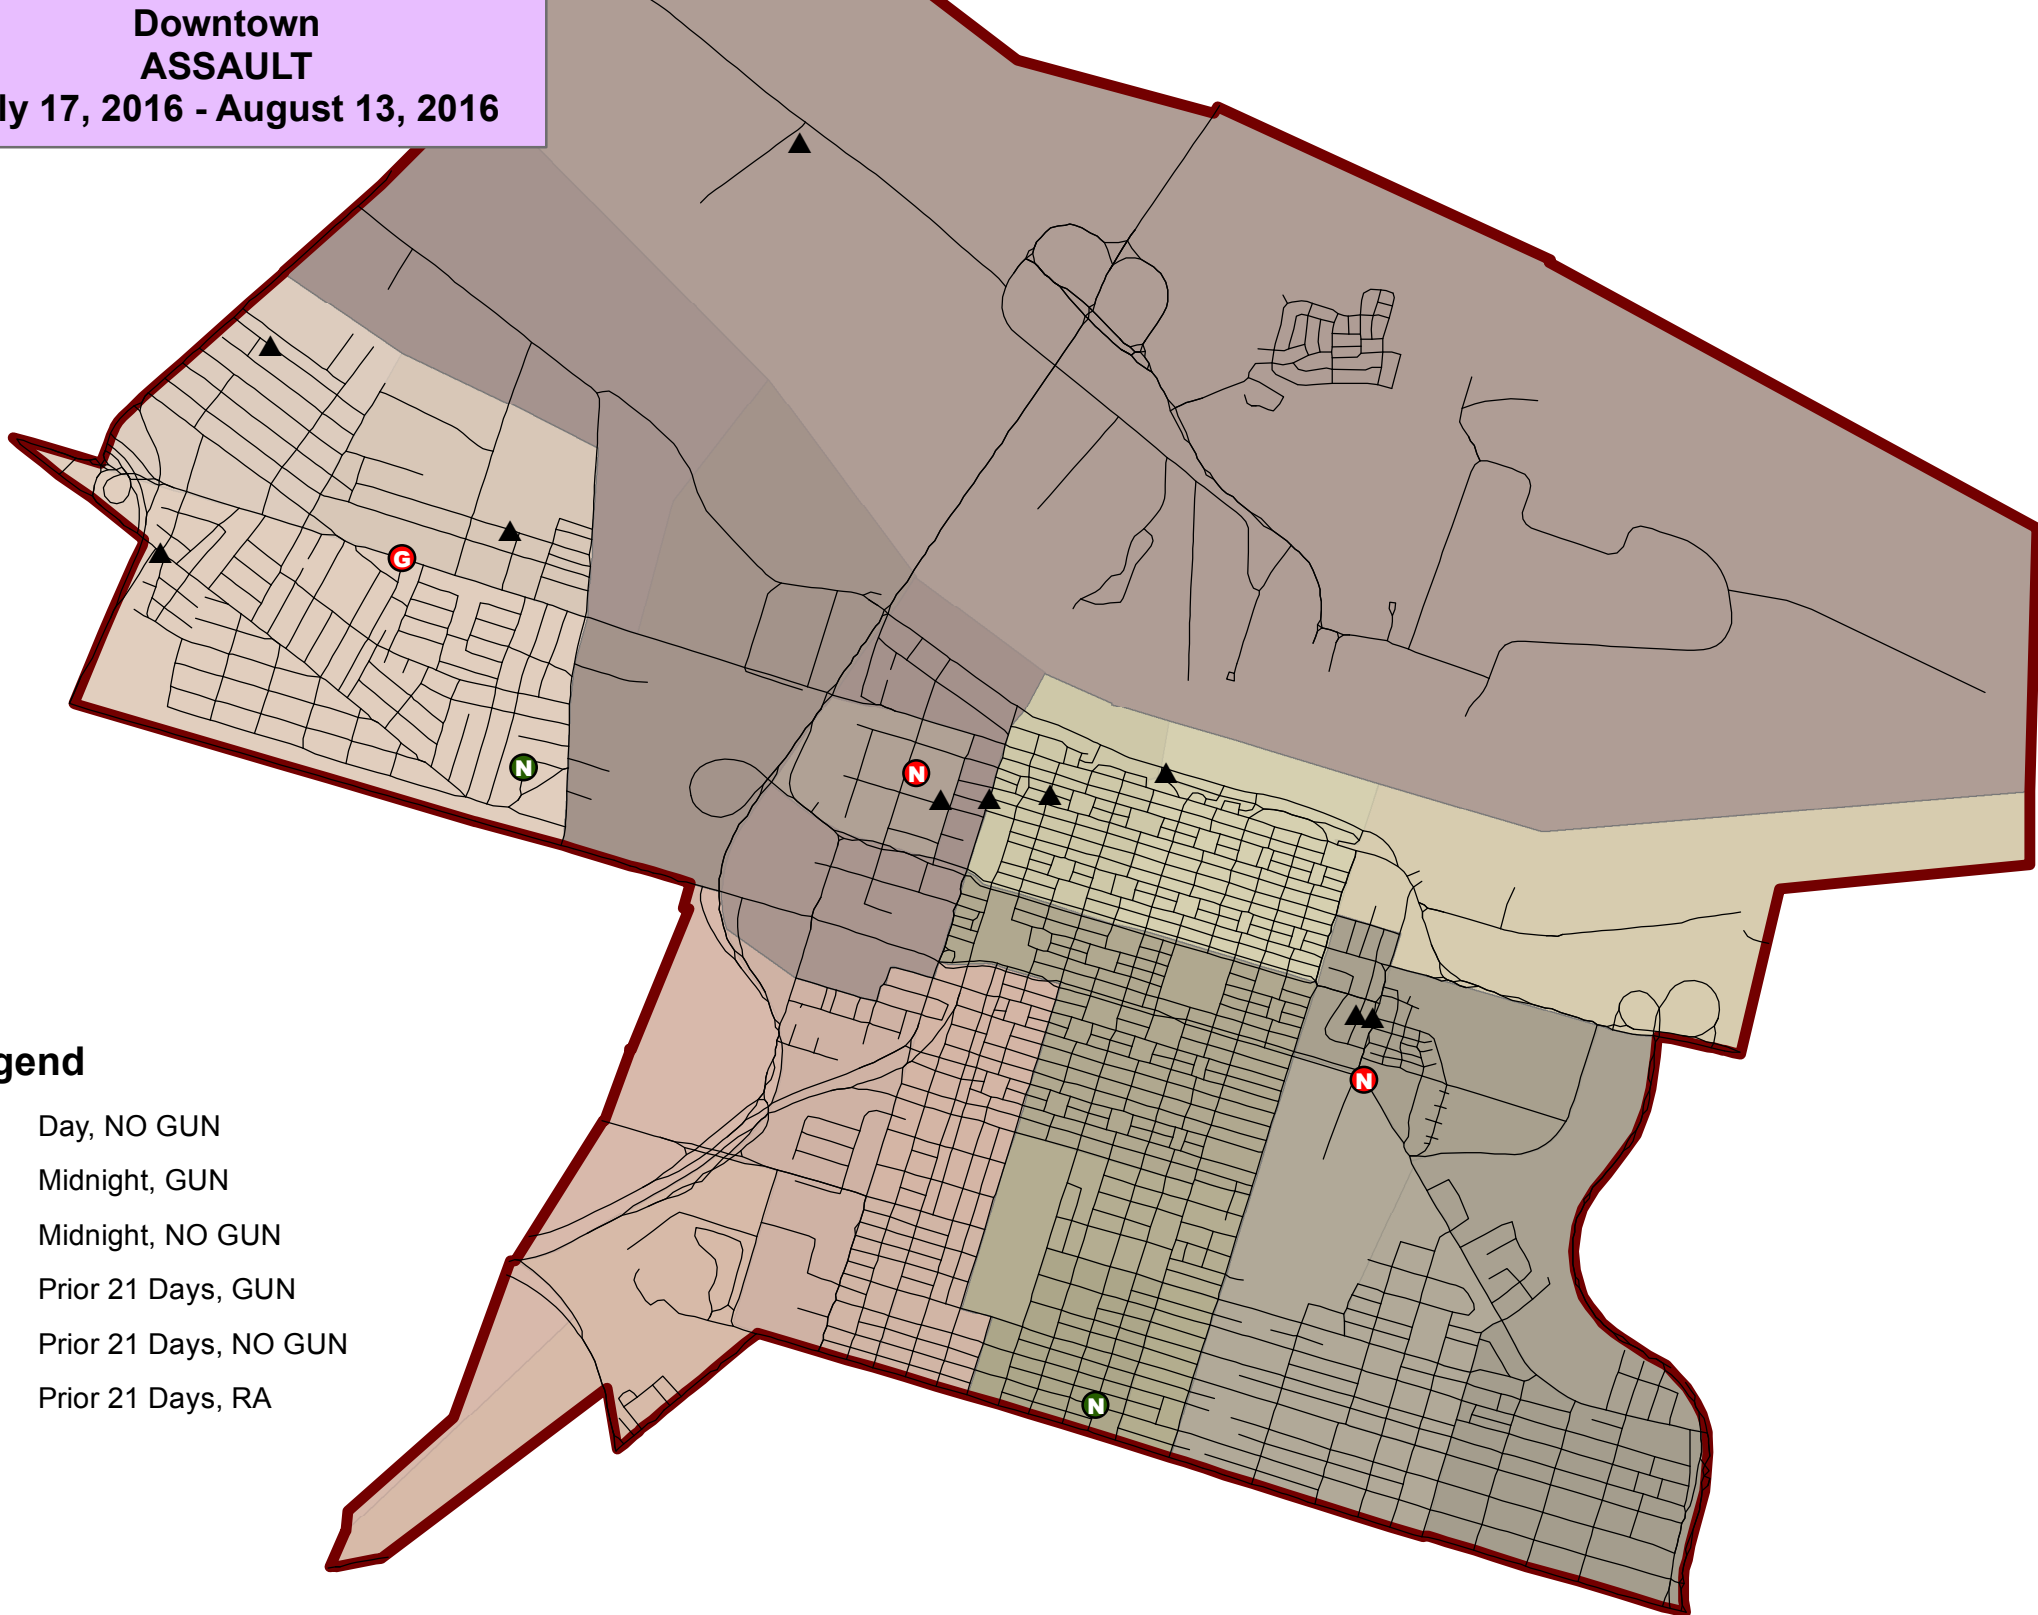 Downtown
ASSAULT
ly 17, 2016 - August 13, 2016
G
N
N
N
N
gend
Day, NO GUN
Midnight, GUN
Midnight, NO GUN
Prior 21 Days, GUN
Prior 21 Days, NO GUN
Prior 21 Days, RA